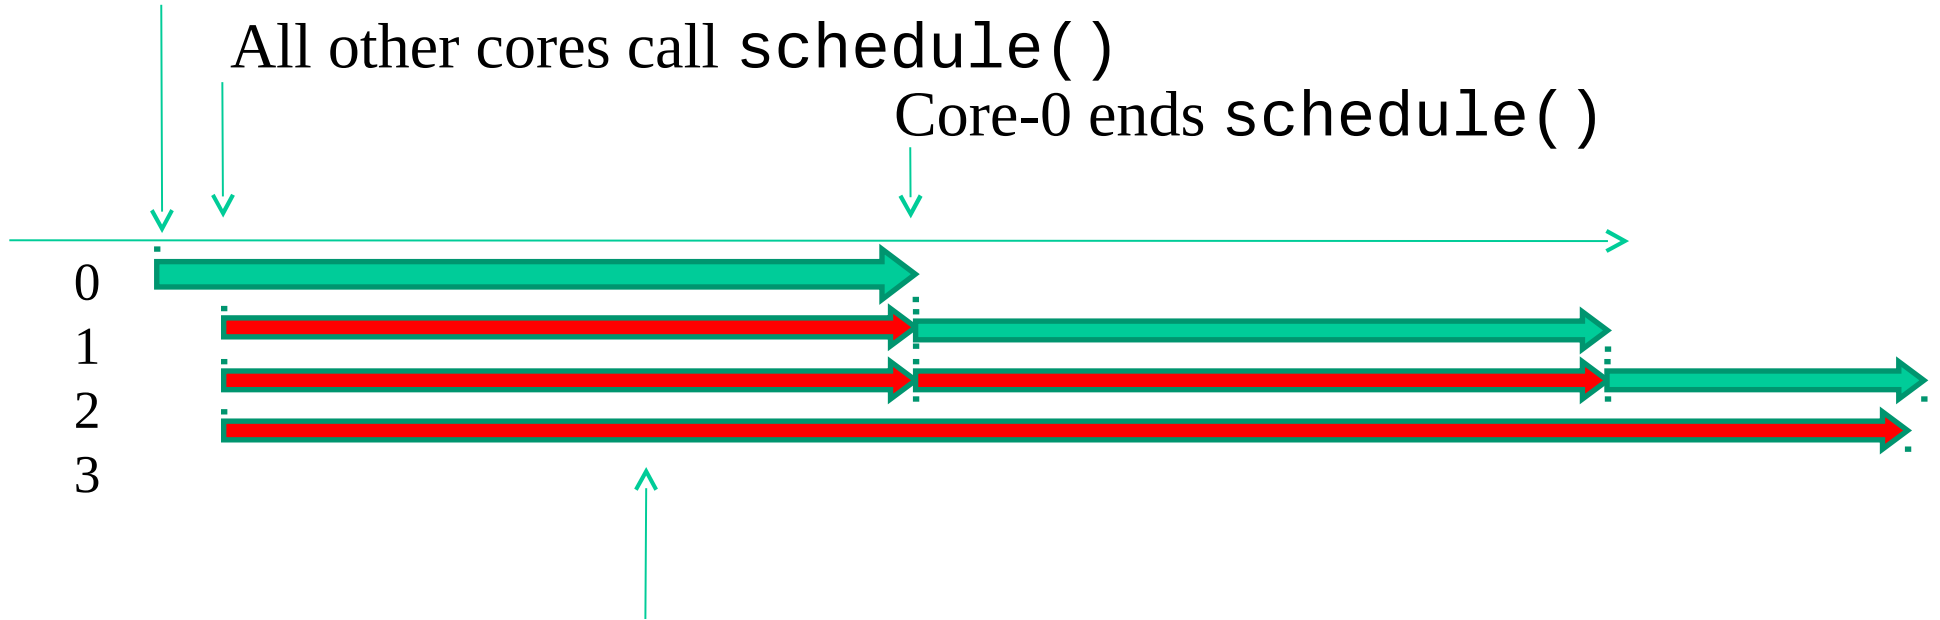 All other cores call schedule()
Core-0 ends schedule()
0
1
2
3